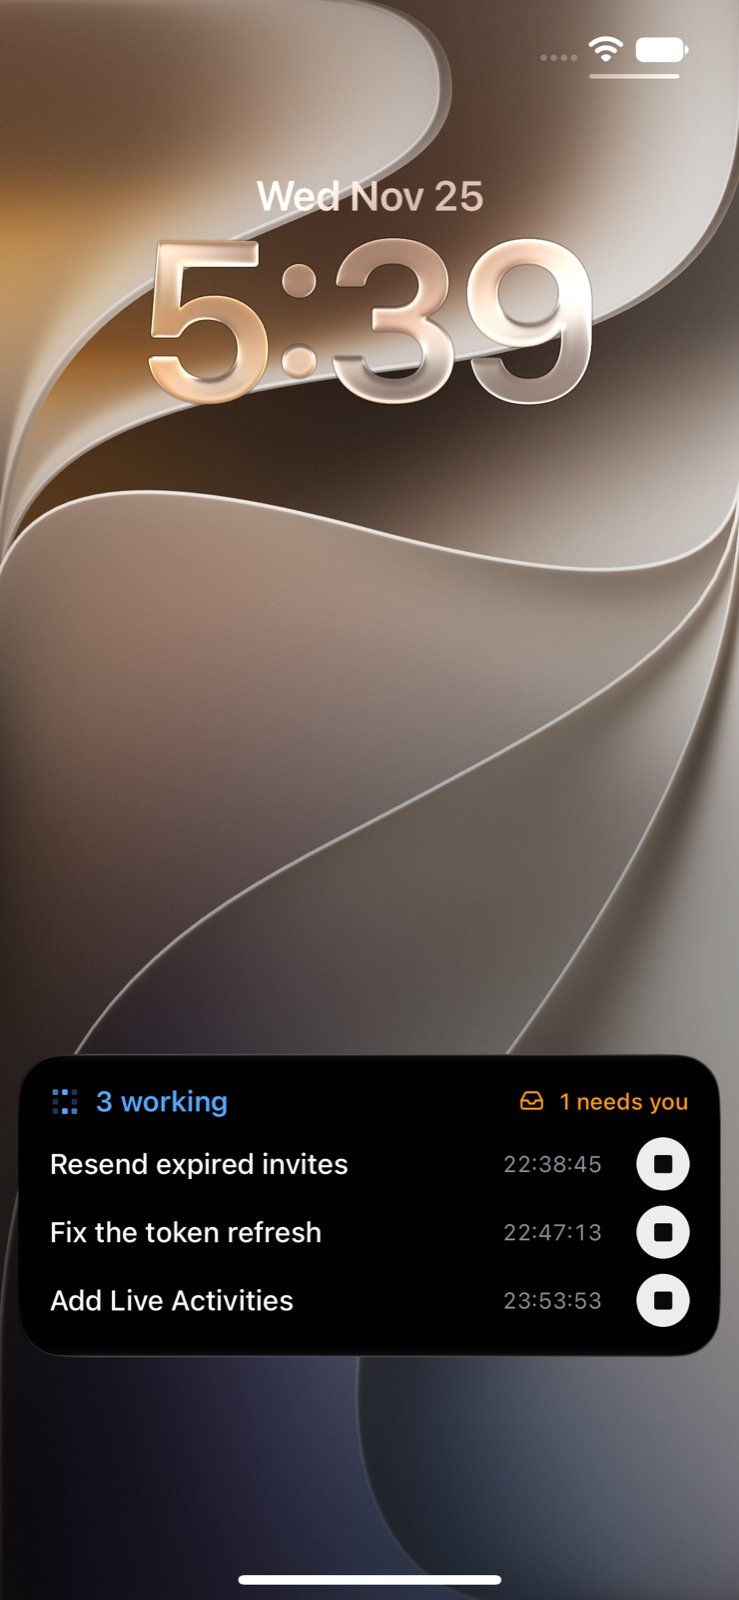 Wed Nov 25
5:39
3 working
1 needs you
Resend expired invites 22:38:45
Fix the token refresh 22:47:13
Add Live Activities 23:53:53